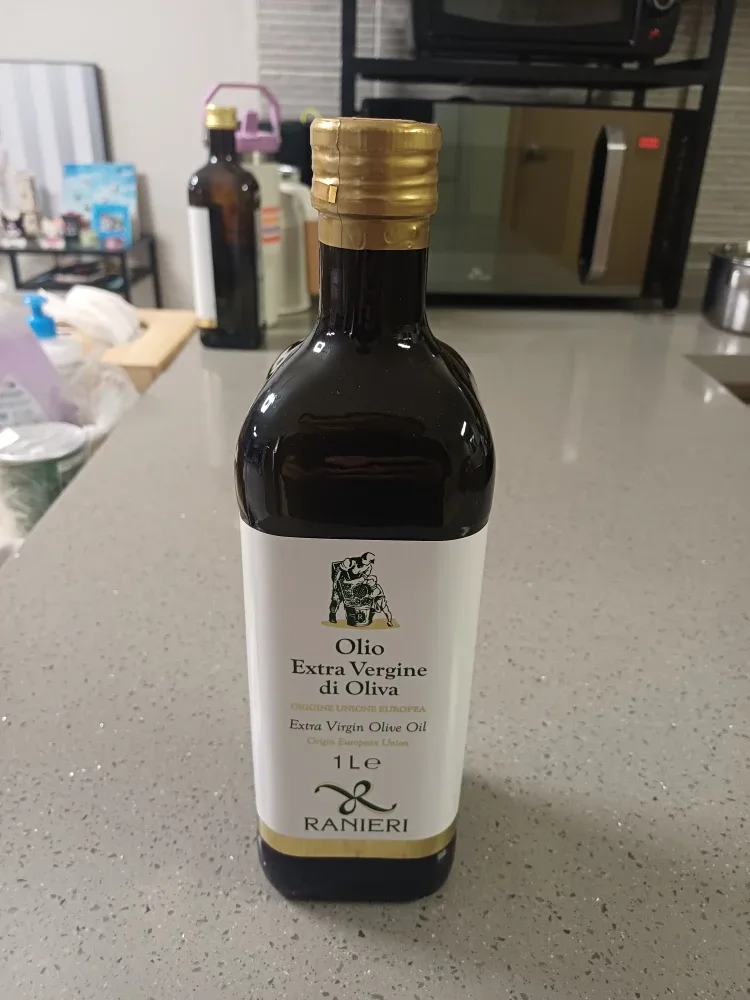 Olio
Extra Vergine
di Oliva
ORIGINE UNIONE EUROPEA
Extra Virgin Olive Oil
Origin European Union
1 L e
RANIERI